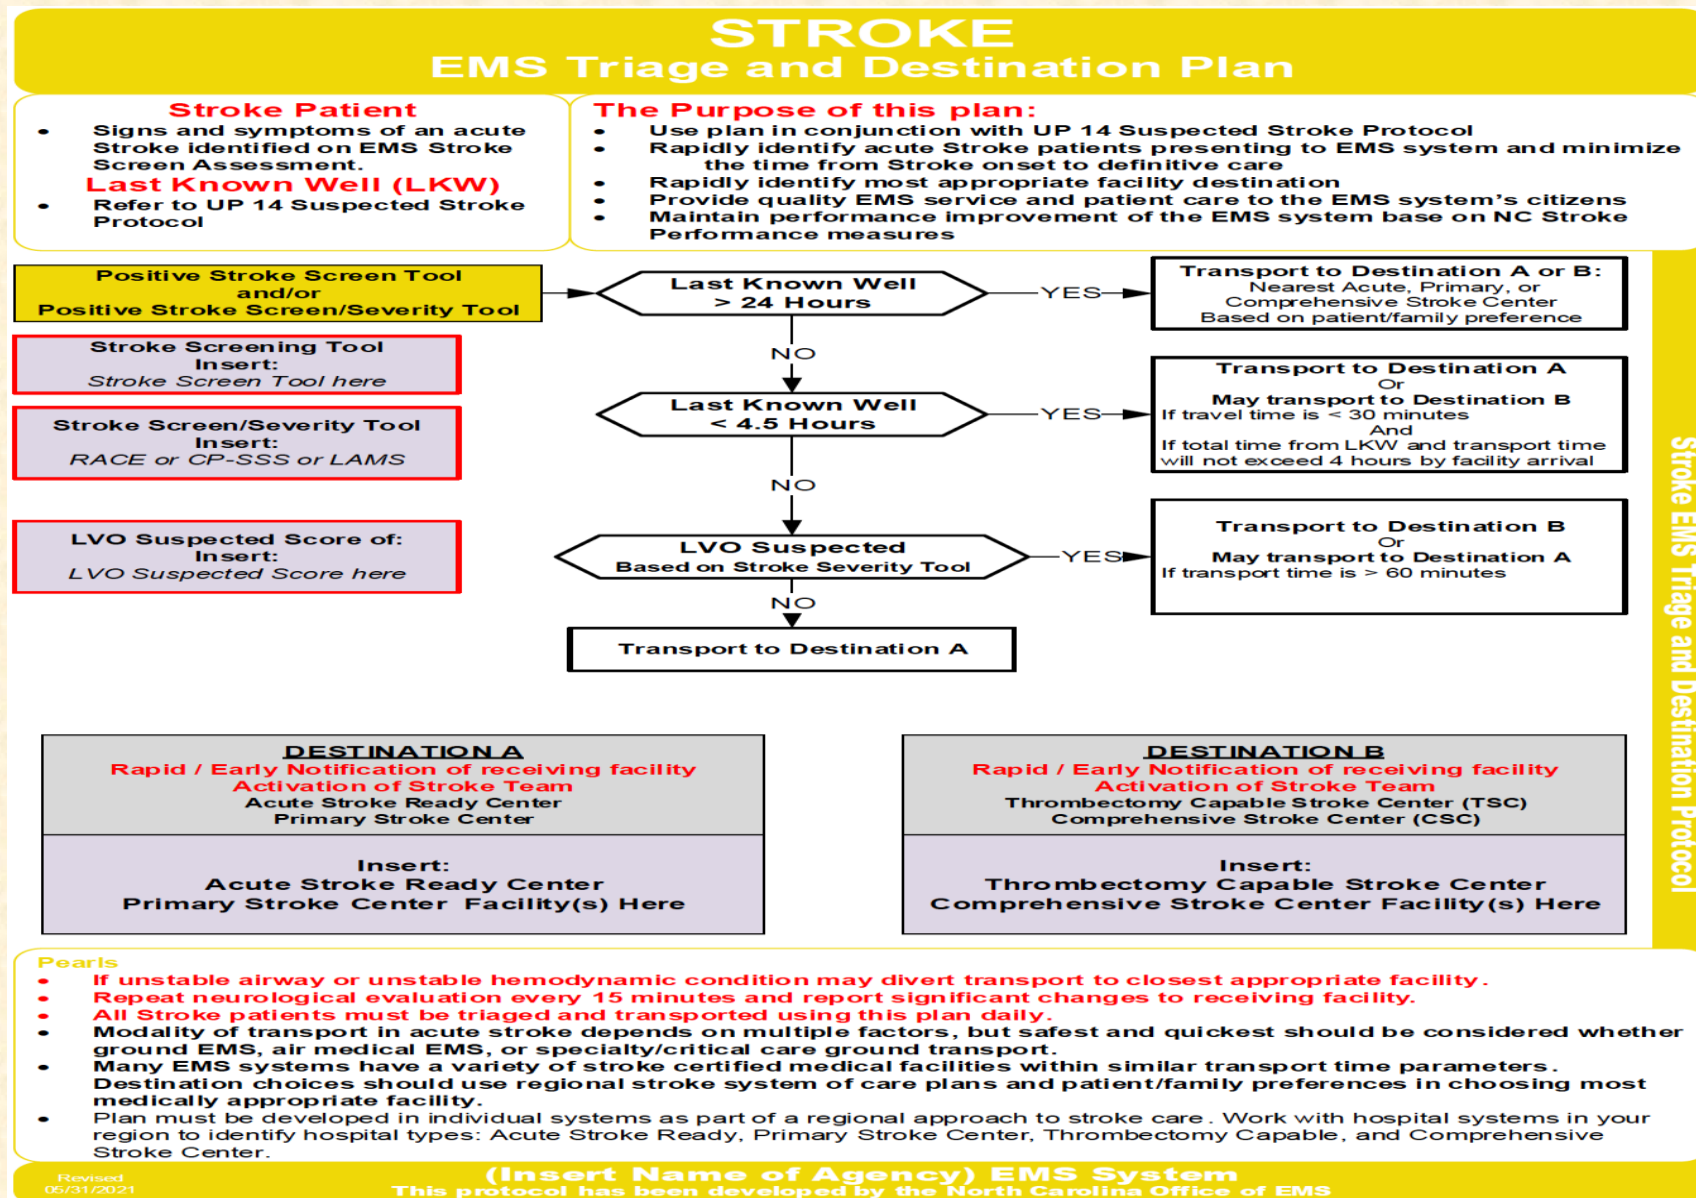 STROKE
EMS Triage and Destination Plan
Stroke Patient
• Signs and symptoms of an acute
Stroke identified on EMS Stroke
Screen Assessment.
Last Known Well (LKW)
• Refer to UP 14 Suspected Stroke
Protocol
The Purpose of this plan:
• Use plan in conjunction with UP 14 Suspected Stroke Protocol
• Rapidly identify acute Stroke patients presenting to EMS system and minimize
the time from Stroke onset to definitive care
• Rapidly identify most appropriate facility destination
• Provide quality EMS service and patient care to the EMS system's citizens
• Maintain performance improvement of the EMS system base on NC Stroke
Performance measures
Positive Stroke Screen Tool
and/or
Positive Stroke Screen/Severity Tool
Last Known Well
> 24 Hours
YES
Transport to Destination A or B:
Nearest Acute, Primary, or
Comprehensive Stroke Center
Based on patient/family preference
NO
Stroke Screening Tool
Insert:
Stroke Screen Tool here
Last Known Well
< 4.5 Hours
YES
Transport to Destination A
Or
May transport to Destination B
If travel time is < 30 minutes
And
If total time from LKW and transport time
will not exceed 4 hours by facility arrival
Stroke Screen/Severity Tool
Insert:
RACE or CP-SSS or LAMS
NO
LVO Suspected Score of:
Insert:
LVO Suspected Score here
LVO Suspected
Based on Stroke Severity Tool
YES
Transport to Destination B
Or
May transport to Destination A
If transport time is > 60 minutes
NO
Transport to Destination A
Stroke EMS Triage and Destination Protocol
DESTINATION A
Rapid / Early Notification of receiving facility
Activation of Stroke Team
Acute Stroke Ready Center
Primary Stroke Center
Insert:
Acute Stroke Ready Center
Primary Stroke Center Facility(s) Here
DESTINATION B
Rapid / Early Notification of receiving facility
Activation of Stroke Team
Thrombectomy Capable Stroke Center (TSC)
Comprehensive Stroke Center (CSC)
Insert:
Thrombectomy Capable Stroke Center
Comprehensive Stroke Center Facility(s) Here
Pearls
• If unstable airway or unstable hemodynamic condition may divert transport to closest appropriate facility.
• Repeat neurological evaluation every 15 minutes and report significant changes to receiving facility.
• All Stroke patients must be triaged and transported using this plan daily.
• Modality of transport in acute stroke depends on multiple factors, but safest and quickest should be considered whether
ground EMS, air medical EMS, or specialty/critical care ground transport.
• Many EMS systems have a variety of stroke certified medical facilities within similar transport time parameters.
Destination choices should use regional stroke system of care plans and patient/family preferences in choosing most
medically appropriate facility.
• Plan must be developed in individual systems as part of a regional approach to stroke care. Work with hospital systems in your
region to identify hospital types: Acute Stroke Ready, Primary Stroke Center, Thrombectomy Capable, and Comprehensive
Stroke Center.
Revised
05/31/2021
(Insert Name of Agency) EMS System
This protocol has been developed by the North Carolina Office of EMS